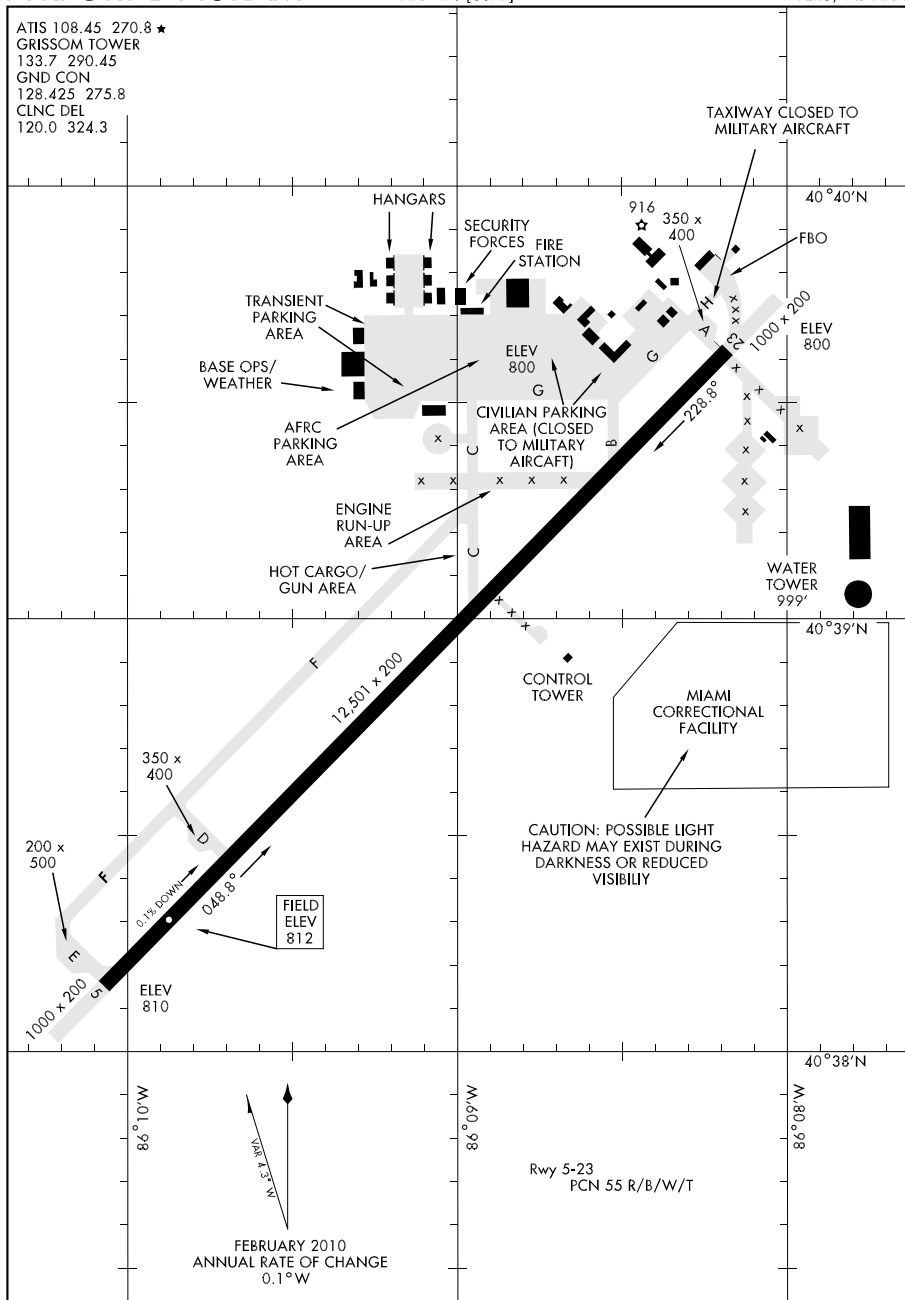 ATIS 108.45 270.8
GRISSOM TOWER
133.7 290.45
GND CON
128.425 275.8
CLNC DEL
120.0 324.3
TAXIWAY CLOSED TO
MILITARY AIRCRAFT
40°40'N
HANGARS
916
350 x
400
SECURITY
FORCES
FIRE
STATION
FBO
TRANSIENT
PARKING
AREA
H
A
23
1000 x 200
ELEV
800
BASE OPS/
WEATHER
ELEV
800
G
G
228.8°
AFRC
PARKING
AREA
CIVILIAN PARKING
AREA (CLOSED
TO MILITARY
AIRCAFT)
B
C
x
x x x x x
x x x
x
x
x
x
x
x
x
x
x
ENGINE
RUN-UP
AREA
C
HOT CARGO/
GUN AREA
WATER
TOWER
999'
x x x
40°39'N
F
12,501 x 200
CONTROL
TOWER
MIAMI
CORRECTIONAL
FACILITY
350 x
400
D
200 x
500
F
0.1% DOWN
048.8°
CAUTION: POSSIBLE LIGHT
HAZARD MAY EXIST DURING
DARKNESS OR REDUCED
VISIBILIY
FIELD
ELEV
812
E
5
1000 x 200
ELEV
810
40°38'N
86°10'W
86°09'W
86°08'W
VAR 4.3° W
Rwy 5-23
PCN 55 R/B/W/T
FEBRUARY 2010
ANNUAL RATE OF CHANGE
0.1°W